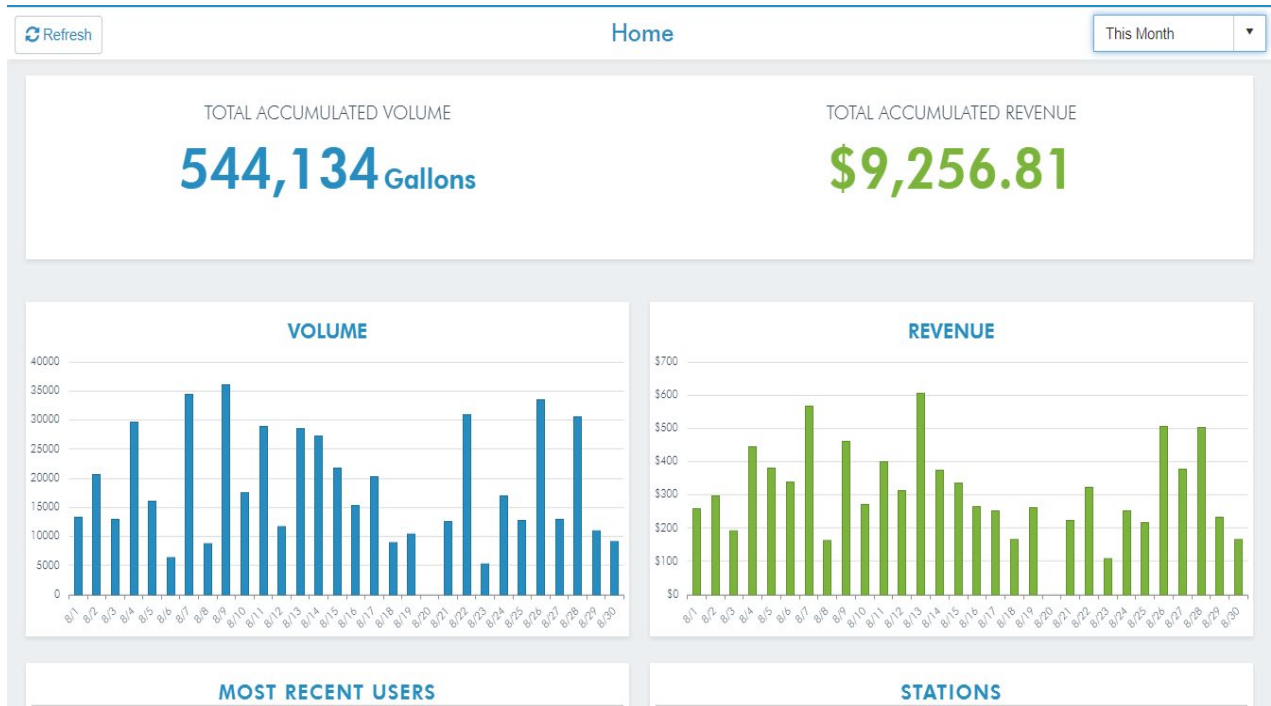 Refresh
Home
This Month
TOTAL ACCUMULATED VOLUME
544,134 Gallons
TOTAL ACCUMULATED REVENUE
$9,256.81
VOLUME
40000
35000
30000
25000
20000
15000
10000
5000
0
8/1 8/2 8/3 8/4 8/5 8/6 8/7 8/8 8/9 8/10 8/11 8/12 8/13 8/14 8/15 8/16 8/17 8/18 8/19 8/20 8/21 8/22 8/23 8/24 8/25 8/26 8/27 8/28 8/29 8/30
REVENUE
$700
$600
$500
$400
$300
$200
$100
$0
8/1 8/2 8/3 8/4 8/5 8/6 8/7 8/8 8/9 8/10 8/11 8/12 8/13 8/14 8/15 8/16 8/17 8/18 8/19 8/20 8/21 8/22 8/23 8/24 8/25 8/26 8/27 8/28 8/29 8/30
MOST RECENT USERS
STATIONS